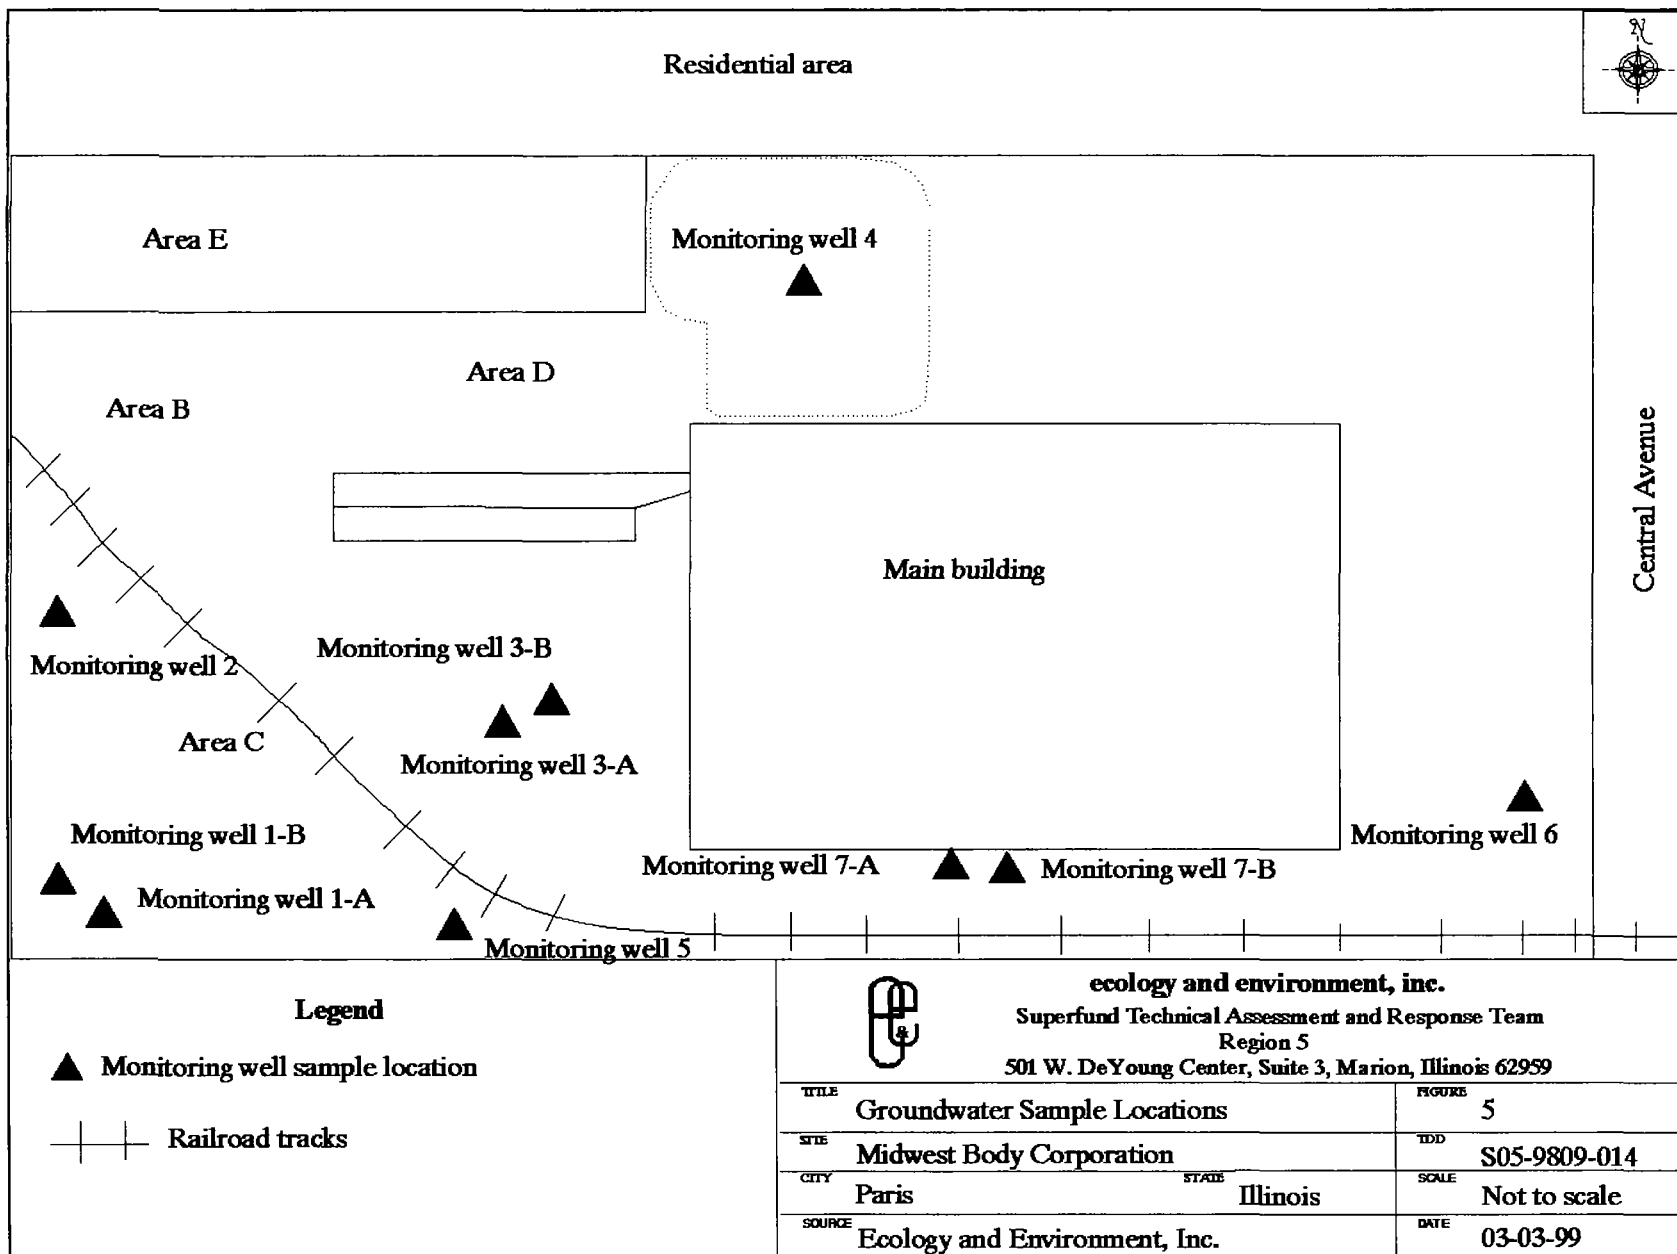 N
Residential area
Area E
Monitoring well 4
Area D
Area B
Central Avenue
Main building
Monitoring well 3-B
Monitoring well 2
Area C
Monitoring well 3-A
Monitoring well 1-B
Monitoring well 6
Monitoring well 7-A
Monitoring well 7-B
Monitoring well 1-A
Monitoring well 5
Legend
Monitoring well sample location
Railroad tracks
e&e
ecology and environment, inc.
Superfund Technical Assessment and Response Team
Region 5
501 W. DeYoung Center, Suite 3, Marion, Illinois 62959
TITLE Groundwater Sample Locations
FIGURE 5
SITE Midwest Body Corporation
TDD S05-9809-014
CITY Paris
STATE Illinois
SCALE Not to scale
SOURCE Ecology and Environment, Inc.
DATE 03-03-99